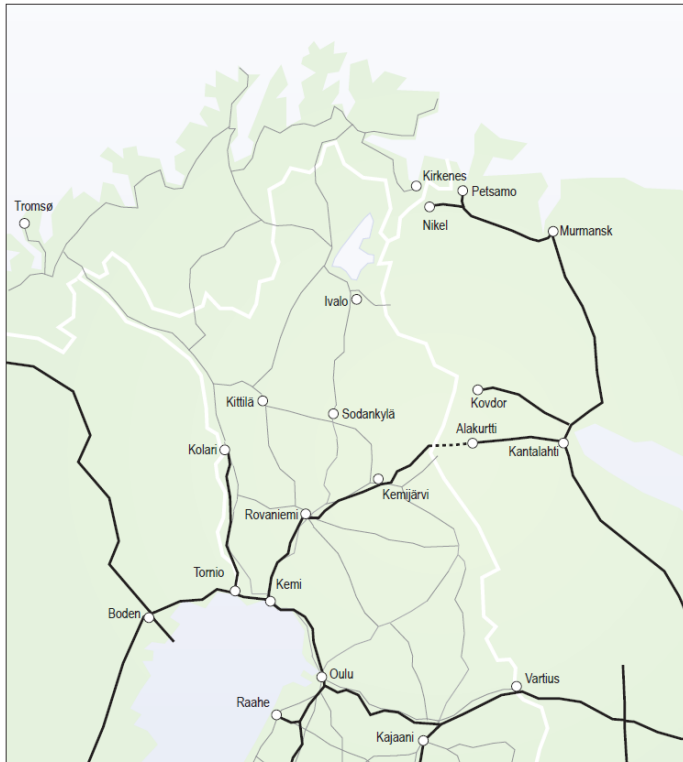 Kirkenes
Petsamo
Tromsø
Nikel
Murmansk
Ivalo
Kittilä
Sodankylä
Kovdor
Alakurtti
Kolari
Kantalahti
Kemijärvi
Rovaniemi
Tornio
Kemi
Boden
Oulu
Vartius
Raahe
Kajaani